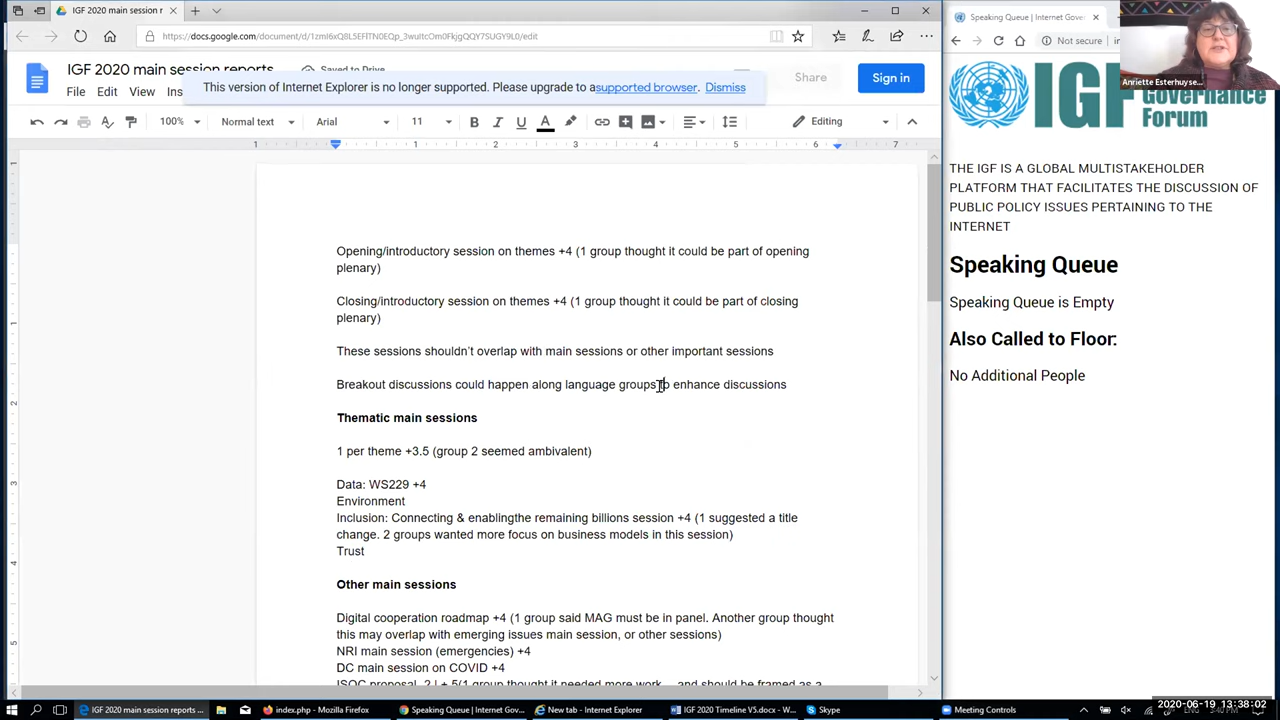 IGF 2020 main session r
Speaking Queue | Internet Gove
https://docs.google.com/document/d/1zml6xQ8L5EFlTN0EQp_3wuttcOm0FkjgQQY7SUGY9L0/edit
Not secure
Anriette Esterhuyse...
IGF 2020 main session reports
Saved to Drive
File Edit View Ins
This version of Internet Explorer is no longer supported. Please upgrade to a supported browser. Dismiss
Share
Sign in
100% Normal text Arial 11 Editing
IGF Governance
Forum
1 1 2 3 4 5 6 7
THE IGF IS A GLOBAL MULTISTAKEHOLDER
PLATFORM THAT FACILITATES THE DISCUSSION OF
PUBLIC POLICY ISSUES PERTAINING TO THE
INTERNET
Speaking Queue
Speaking Queue is Empty
Also Called to Floor:
No Additional People
Opening/introductory session on themes +4 (1 group thought it could be part of opening
plenary)
Closing/introductory session on themes +4 (1 group thought it could be part of closing
plenary)
These sessions shouldn't overlap with main sessions or other important sessions
Breakout discussions could happen along language groups to enhance discussions
Thematic main sessions
1 per theme +3.5 (group 2 seemed ambivalent)
Data: WS229 +4
Environment
Inclusion: Connecting & enablingthe remaining billions session +4 (1 suggested a title
change. 2 groups wanted more focus on business models in this session)
Trust
Other main sessions
Digital cooperation roadmap +4 (1 group said MAG must be in panel. Another group thought
this may overlap with emerging issues main session, or other sessions)
NRI main session (emergencies) +4
DC main session on COVID +4
IGF 2020 main session reports ... index.php - Mozilla Firefox Speaking Queue | Internet Gov... New tab - Internet Explorer IGF 2020 Timeline V5.docx - W... Skype Meeting Controls
2020-06-19 13:38:02